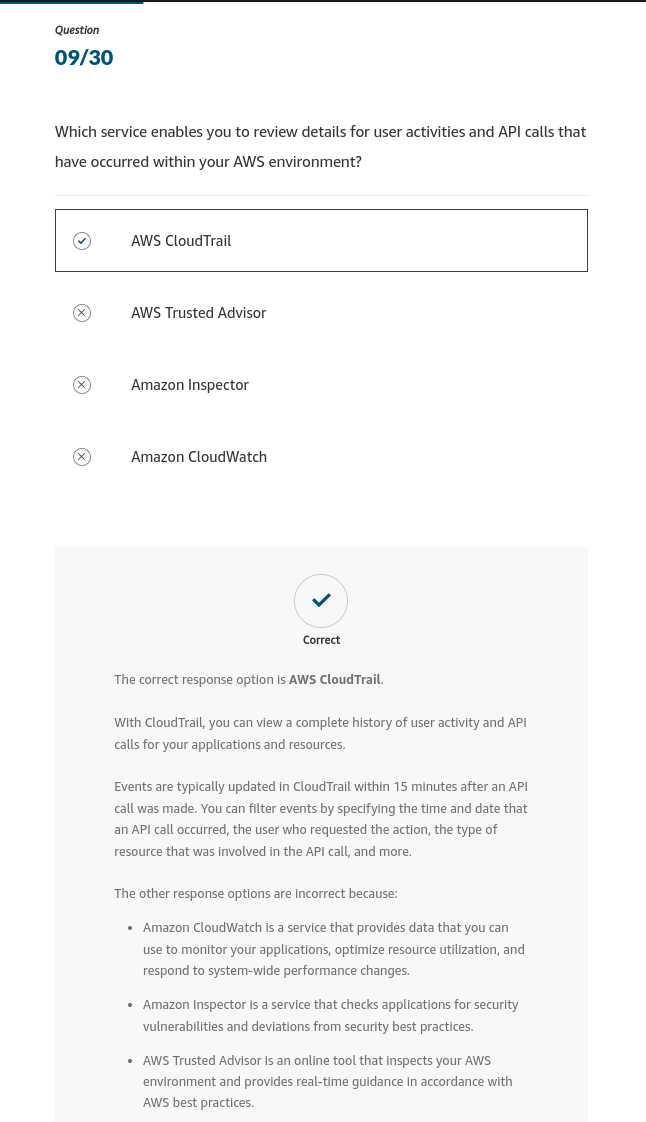 Question
09/30
Which service enables you to review details for user activities and API calls that
have occurred within your AWS environment?
AWS CloudTrail
AWS Trusted Advisor
Amazon Inspector
Amazon CloudWatch
Correct
The correct response option is AWS CloudTrail.
With CloudTrail, you can view a complete history of user activity and API
calls for your applications and resources.
Events are typically updated in CloudTrail within 15 minutes after an API
call was made. You can filter events by specifying the time and date that
an API call occurred, the user who requested the action, the type of
resource that was involved in the API call, and more.
The other response options are incorrect because:
• Amazon CloudWatch is a service that provides data that you can
use to monitor your applications, optimize resource utilization, and
respond to system-wide performance changes.
• Amazon Inspector is a service that checks applications for security
vulnerabilities and deviations from security best practices.
• AWS Trusted Advisor is an online tool that inspects your AWS
environment and provides real-time guidance in accordance with
AWS best practices.